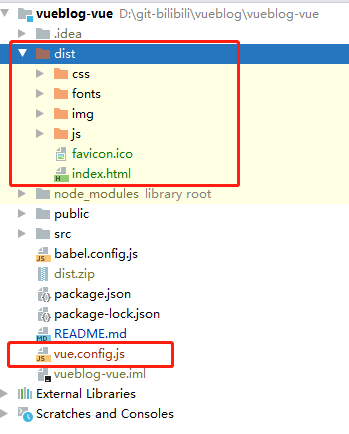 vueblog-vue D:\git-bilibili\vueblog\vueblog-vue
.idea
dist
css
fonts
img
js
favicon.ico
index.html
node_modules library root
public
src
babel.config.js
dist.zip
package.json
package-lock.json
README.md
vue.config.js
vueblog-vue.iml
External Libraries
Scratches and Consoles